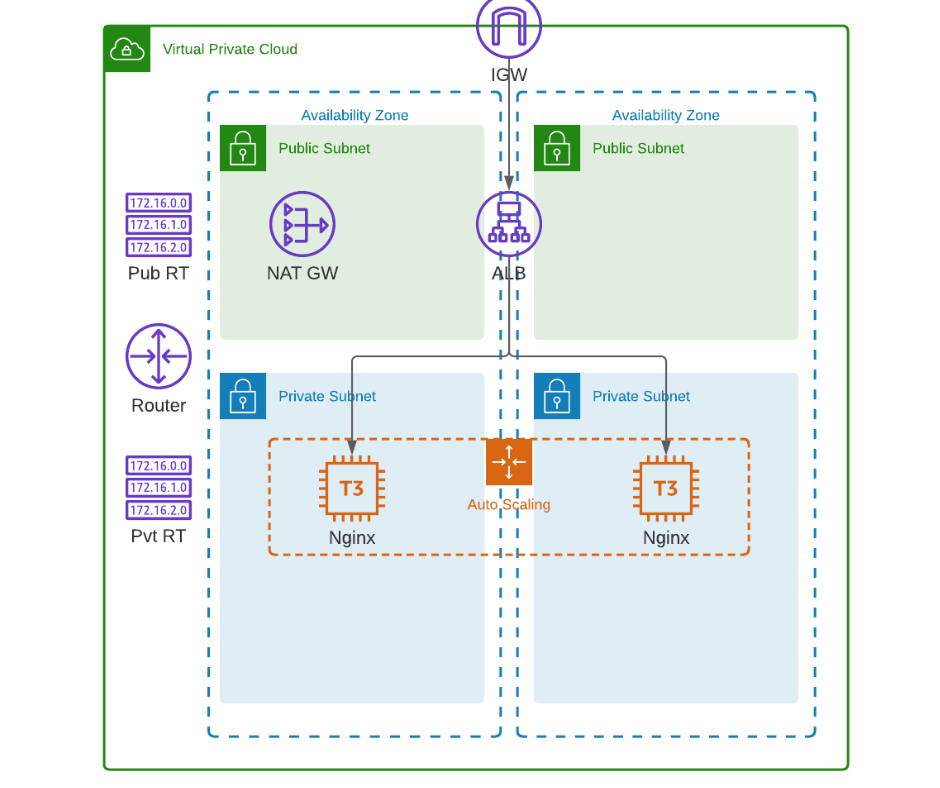 Virtual Private Cloud
IGW
Availability Zone
Availability Zone
Public Subnet
Public Subnet
172.16.0.0
172.16.1.0
172.16.2.0
Pub RT
NAT GW
ALB
Router
Private Subnet
Private Subnet
172.16.0.0
172.16.1.0
172.16.2.0
Pvt RT
T3
Nginx
Auto Scaling
T3
Nginx